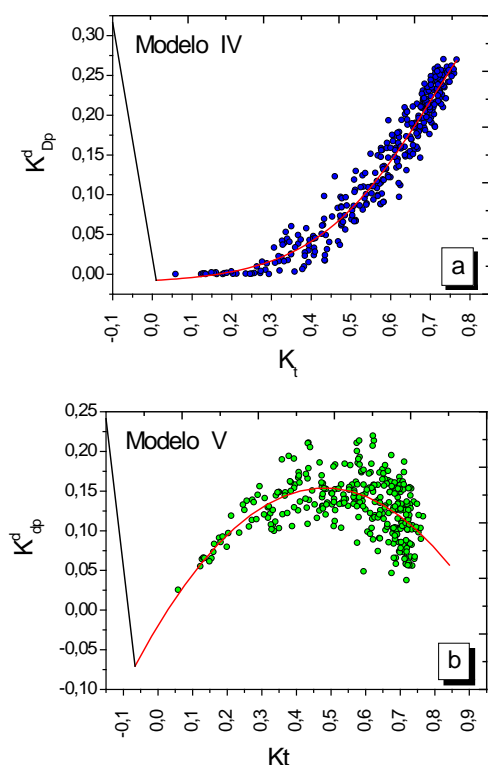 Modelo IV
0,30
0,25
0,20
0,15
0,10
0,05
0,00
K^d_Dp
a
-0,1 0,0 0,1 0,2 0,3 0,4 0,5 0,6 0,7 0,8
K_t
Modelo V
0,25
0,20
0,15
0,10
0,05
0,00
-0,05
-0,10
K^d_dp
b
-0,1 0,0 0,1 0,2 0,3 0,4 0,5 0,6 0,7 0,8 0,9
Kt